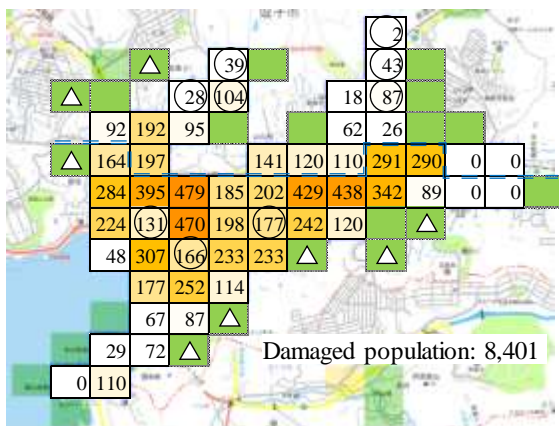 2
39 43
28 104 18 87
92 192 95 62 26
164 197 141 120 110 291 290 0 0
284 395 479 185 202 429 438 342 89 0 0
224 131 470 198 177 242 120
48 307 166 233 233
177 252 114
67 87
29 72
Damaged population: 8,401
0 110